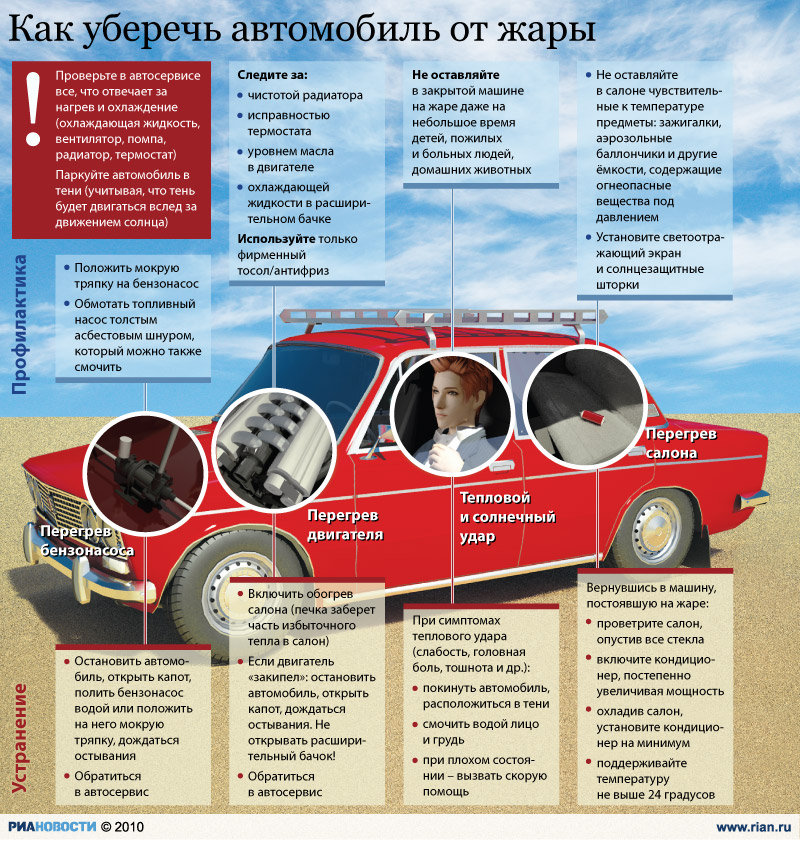 Как уберечь автомобиль от жары
!
Проверьте в автосервисе
все, что отвечает за
нагрев и охлаждение
(охлаждающая жидкость,
вентилятор, помпа,
радиатор, термостат)
Паркуйте автомобиль в
тени (учитывая, что тень
будет двигаться вслед за
движением солнца)
Следите за:
• чистотой радиатора
• исправностью
термостата
• уровнем масла
в двигателе
• охлаждающей
жидкости в расшири-
тельном бачке
Используйте только
фирменный
тосол/антифриз
Не оставляйте
в закрытой машине
на жаре даже на
небольшое время
детей, пожилых
и больных людей,
домашних животных
• Не оставляйте
в салоне чувствитель-
ные к температуре
предметы: зажигалки,
аэрозольные
баллончики и другие
ёмкости, содержащие
огнеопасные
вещества под
давлением
• Установите светоотра-
жающий экран
и солнцезащитные
шторки
Профилактика
• Положить мокрую
тряпку на бензонасос
• Обмотать топливный
насос толстым
асбестовым шнуром,
который можно также
смочить
Перегрев
бензонасоса
Перегрев
двигателя
Тепловой
и солнечный
удар
Перегрев
салона
Устранение
• Остановить автомо-
биль, открыть капот,
полить бензонасос
водой или положить
на него мокрую
тряпку, дождаться
остывания
• Обратиться
в автосервис
• Включить обогрев
салона (печка заберет
часть избыточного
тепла в салон)
• Если двигатель
«закипел»: остановить
автомобиль, открыть
капот, дождаться
остывания. Не
открывать расшири-
тельный бачок!
• Обратиться
в автосервис
При симптомах
теплового удара
(слабость, головная
боль, тошнота и др.):
• покинуть автомобиль,
расположиться в тени
• смочить водой лицо
и грудь
• при плохом состоя-
нии – вызвать скорую
помощь
Вернувшись в машину,
постоявшую на жаре:
• проветрите салон,
опустив все стекла
• включите кондицио-
нер, постепенно
увеличивая мощность
• охладив салон,
установите кондицио-
нер на минимум
• поддерживайте
температуру
не выше 24 градусов
РИАНОВОСТИ © 2010
www.rian.ru